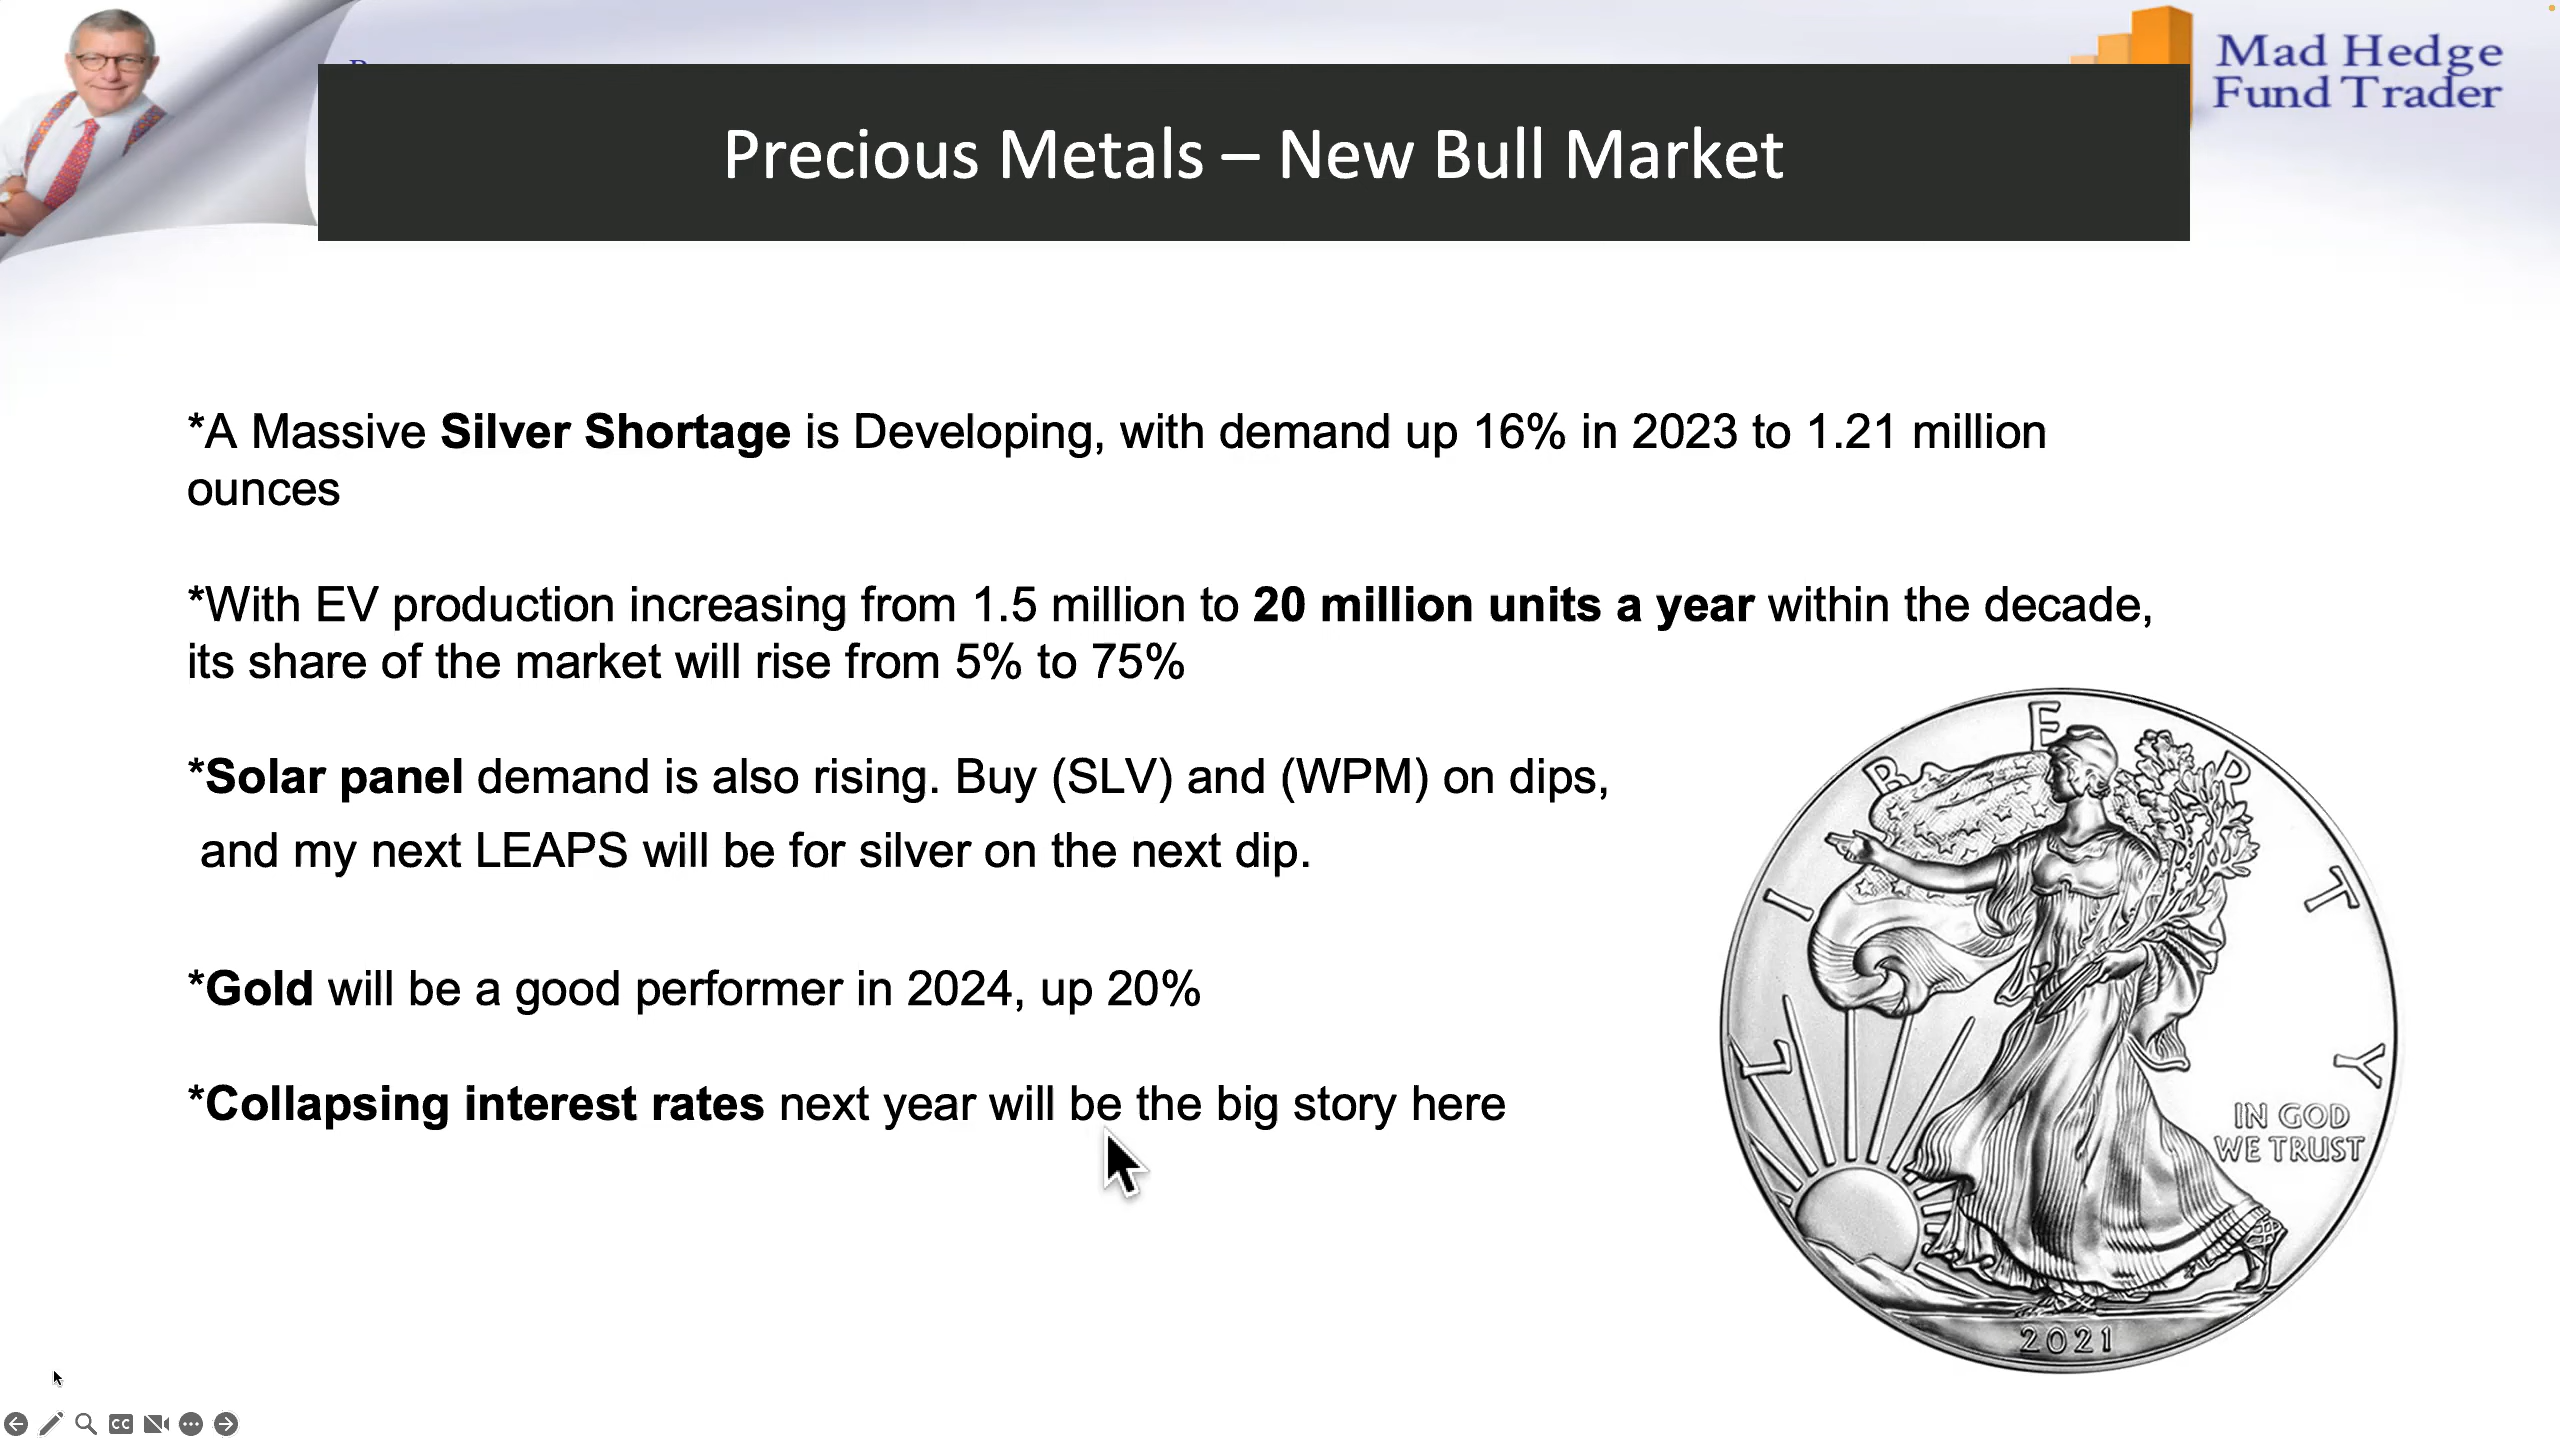 Mad Hedge
Fund Trader
Precious Metals – New Bull Market
*A Massive Silver Shortage is Developing, with demand up 16% in 2023 to 1.21 million
ounces
*With EV production increasing from 1.5 million to 20 million units a year within the decade,
its share of the market will rise from 5% to 75%
*Solar panel demand is also rising. Buy (SLV) and (WPM) on dips,
and my next LEAPS will be for silver on the next dip.
*Gold will be a good performer in 2024, up 20%
*Collapsing interest rates next year will be the big story here
LIBERTY
IN GOD
WE TRUST
2021
CC